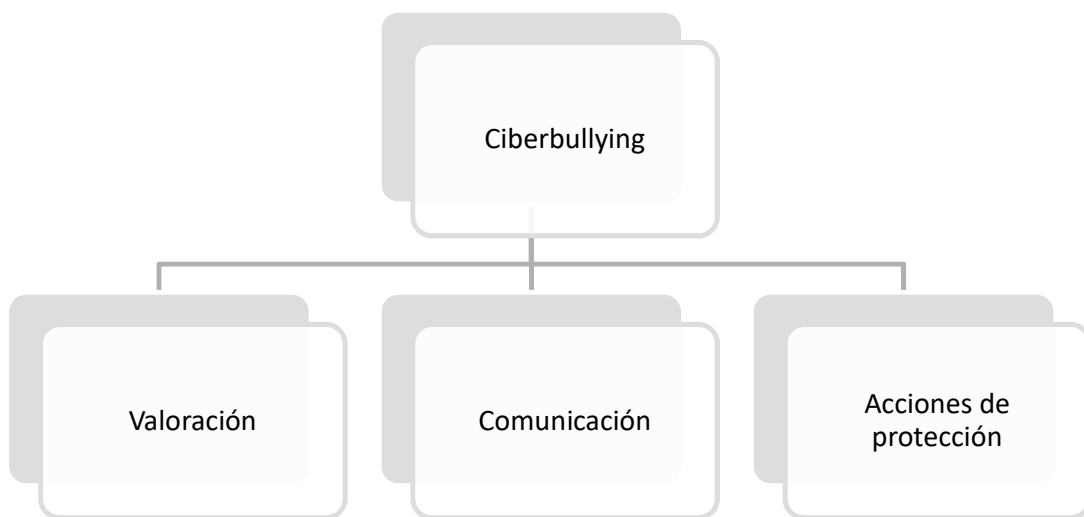 Ciberbullying
Valoración
Comunicación
Acciones de
protección